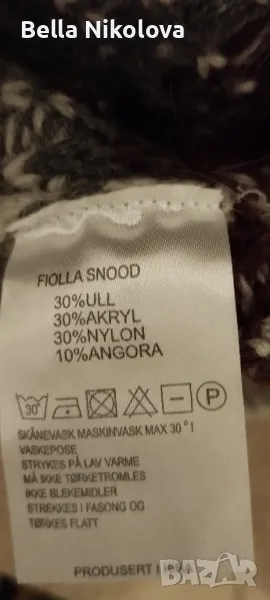 Bella Nikolova
FIOLLA SNOOD
30%ULL
30%AKRYL
30%NYLON
10%ANGORA
30°
P
SKÅNEVASK MASKINVASK MAX 30° I
VASKEPOSE
STRYKES PÅ LAV VARME
MÅ IKKE TØRKETROMLES
IKKE BLEKEMIDLER
STREKKES I FASONG OG
TØRKES FLATT
PRODUSERT I
bazar